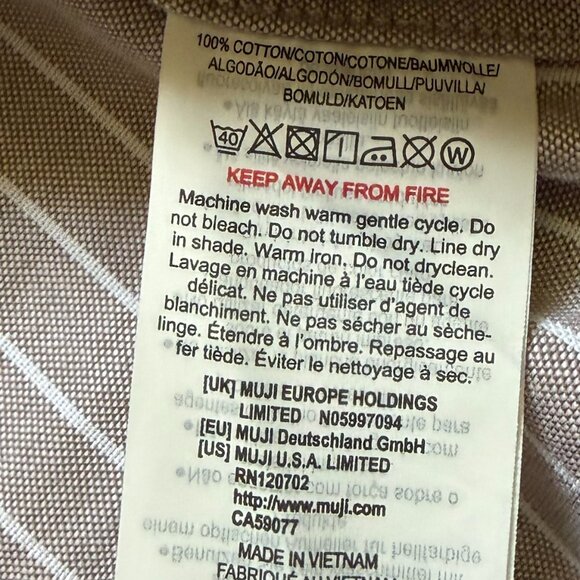 100% COTTON/COTON/COTONE/BAUMWOLLE/
ALGODÃO/ALGODÓN/BOMULL/PUUVILLA/
BOMULD/KATOEN
40 W
KEEP AWAY FROM FIRE
Machine wash warm gentle cycle. Do
not bleach. Do not tumble dry. Line dry
in shade. Warm Iron. Do not dryclean.
Lavage en machine à l'eau tiède cycle
délicat. Ne pas utiliser d'agent de
blanchiment. Ne pas sécher au sèche-
linge. Étendre à l'ombre. Repassage au
fer tiède. Éviter le nettoyage à sec.
[UK] MUJI EUROPE HOLDINGS
LIMITED N05997094
[EU] MUJI Deutschland GmbH
[US] MUJI U.S.A. LIMITED
RN120702
http://www.muji.com
CA59077
MADE IN VIETNAM
FABRIQUÉ AU VIETNAM